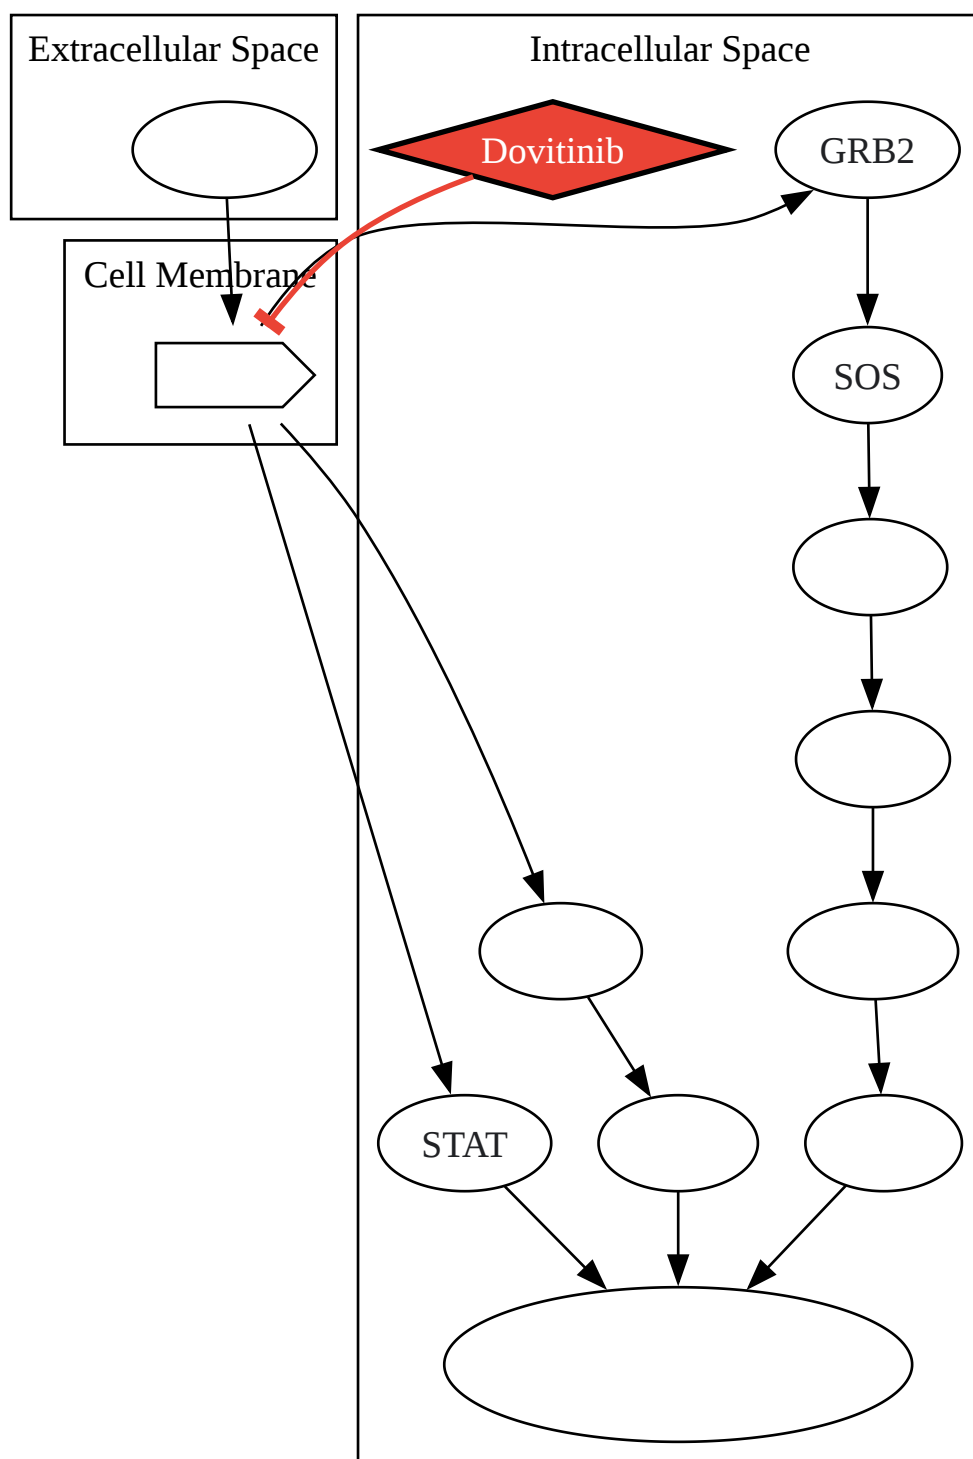 Extracellular Space
Intracellular Space
Dovitinib
GRB2
Cell Membrane
SOS
STAT